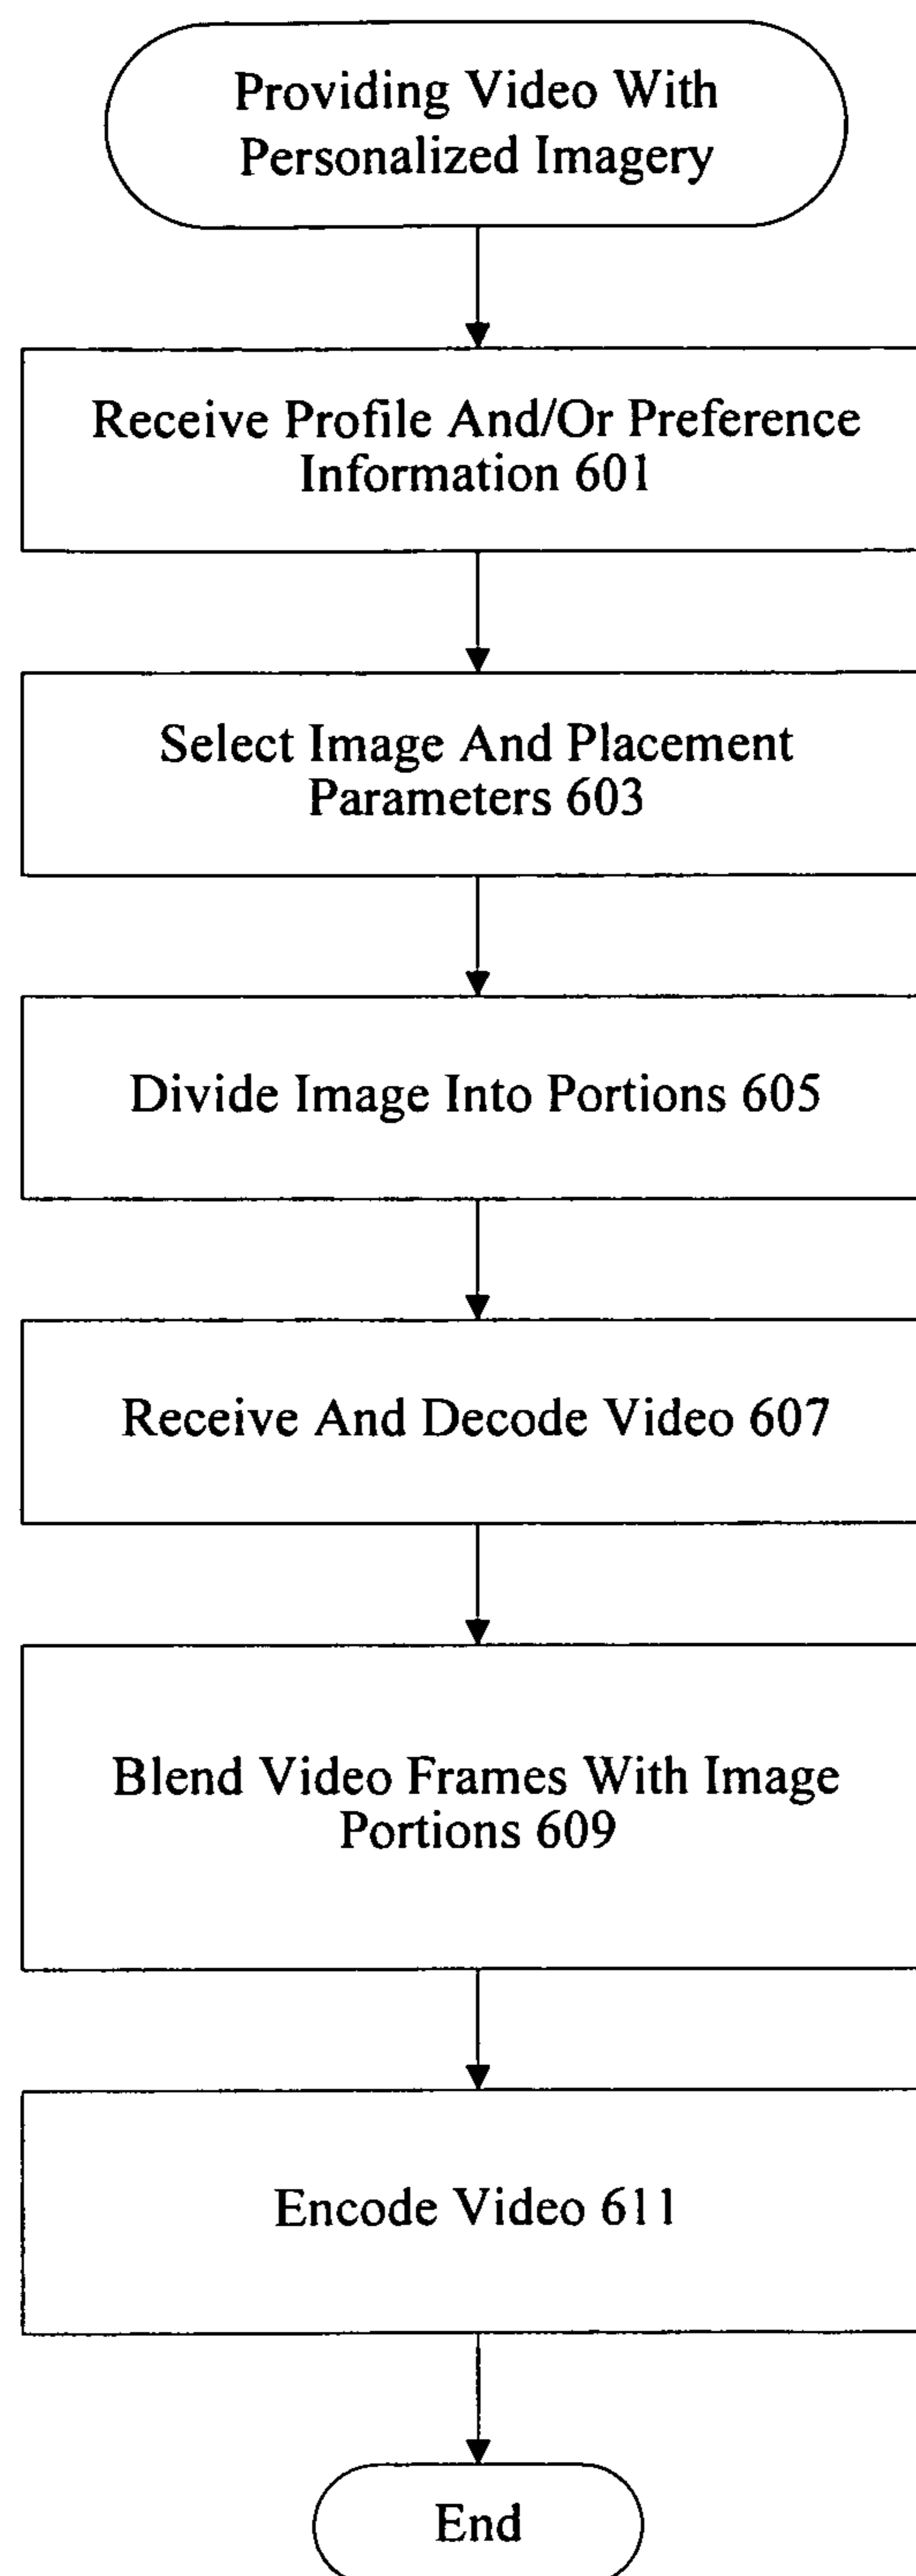 Providing Video With
Personalized Imagery
Receive Profile And/Or Preference
Information 601
Select Image And Placement
Parameters 603
Divide Image Into Portions 605
Receive And Decode Video 607
Blend Video Frames With Image
Portions 609
Encode Video 611
End